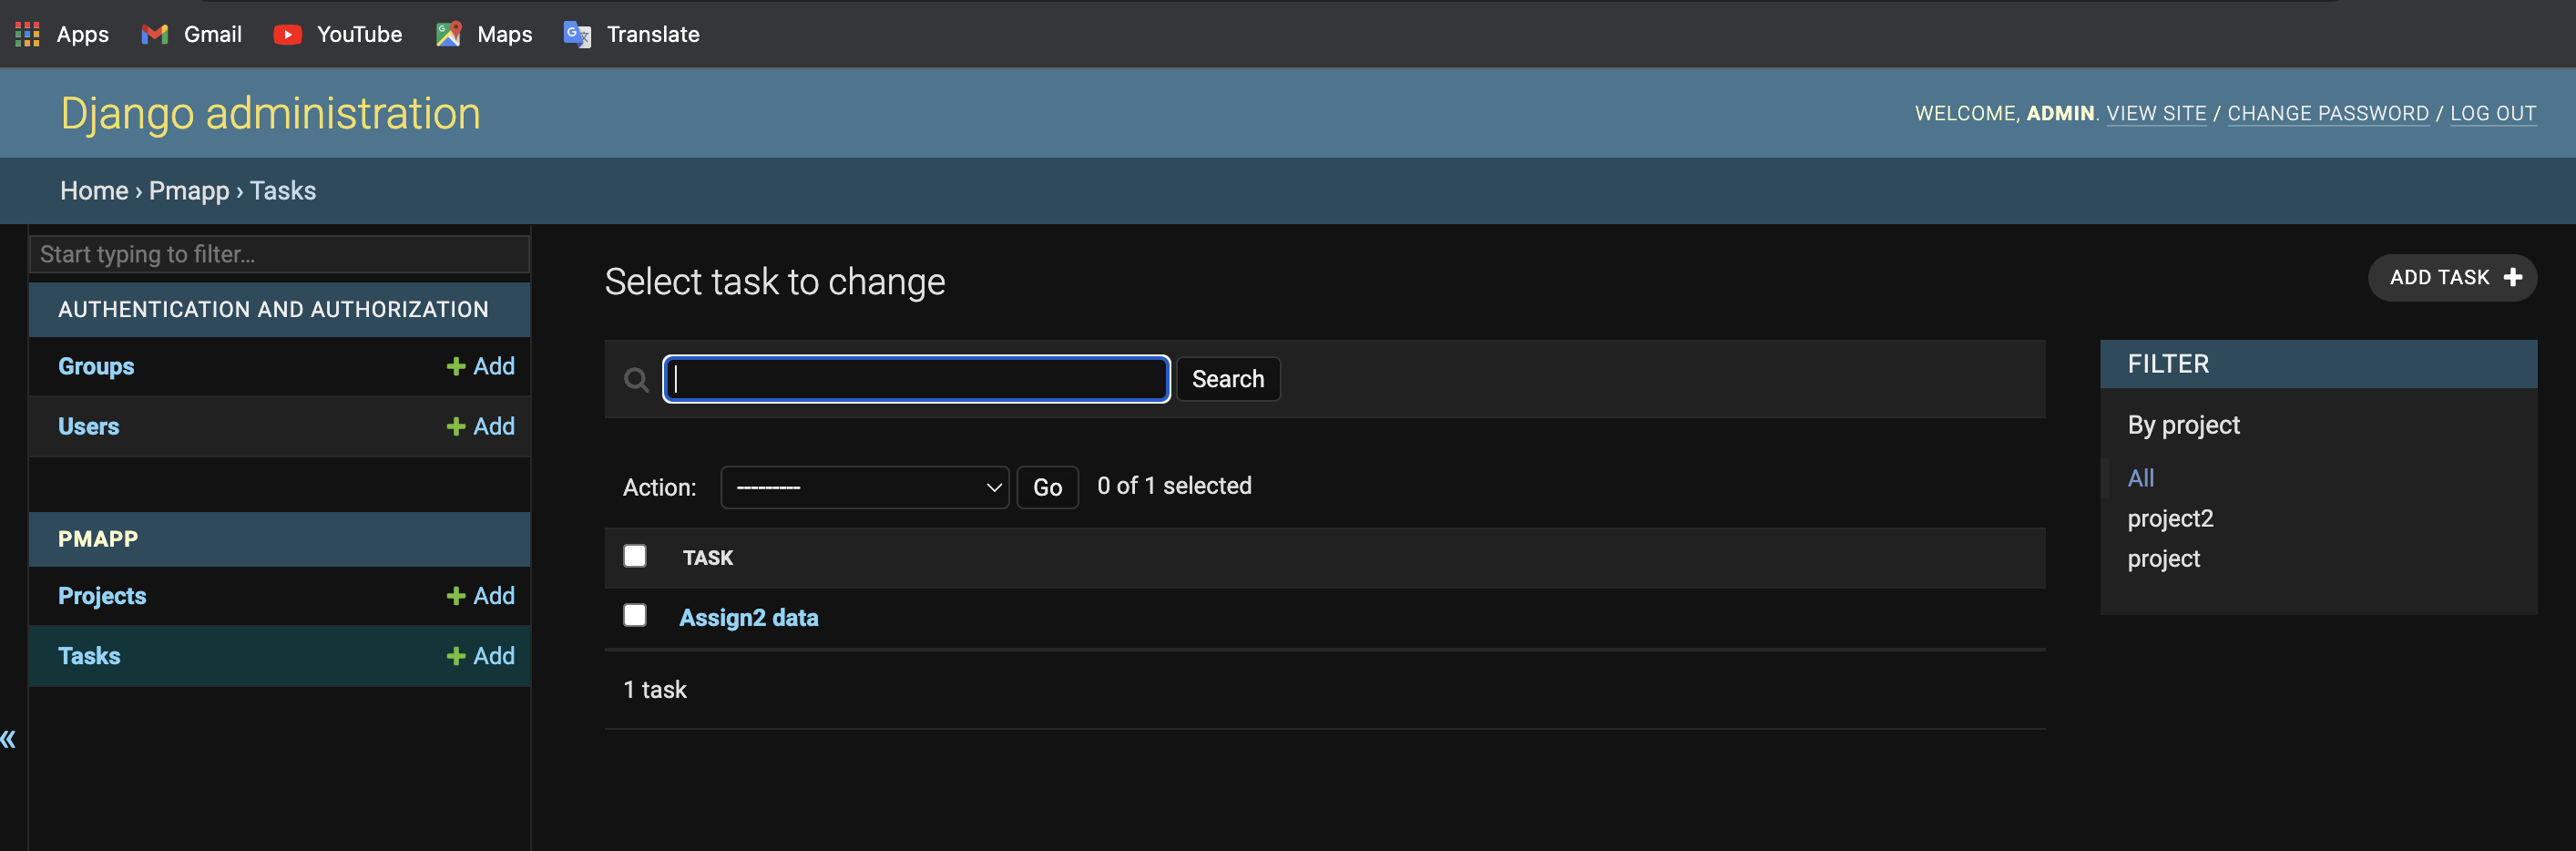 Apps Gmail YouTube Maps Translate
Django administration
WELCOME, ADMIN. VIEW SITE / CHANGE PASSWORD / LOG OUT
Home › Pmapp › Tasks
Start typing to filter...
AUTHENTICATION AND AUTHORIZATION
Groups + Add
Users + Add
PMAPP
Projects + Add
Tasks + Add
«
Select task to change
ADD TASK +
Search
Action: --------- Go 0 of 1 selected
TASK
Assign2 data
1 task
FILTER
By project
All
project2
project